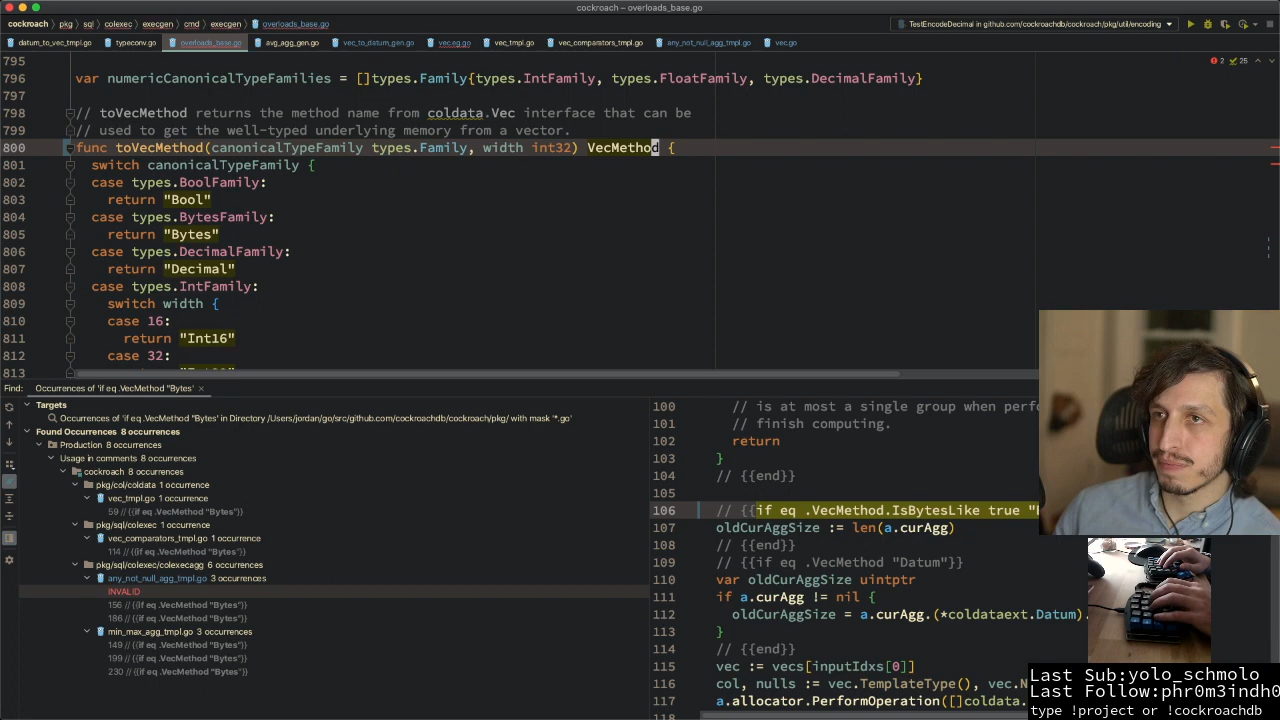 cockroach – overloads_base.go
cockroach › pkg › sql › colexec › execgen › cmd › execgen › overloads_base.go
TestEncodeDecimal in github.com/cockroachdb/cockroach/pkg/util/encoding
datum_to_vec_tmpl.go typeconv.go overloads_base.go avg_agg_gen.go vec_to_datum_gen.go vec.eg.go vec_tmpl.go vec_comparators_tmpl.go any_not_null_agg_tmpl.go vec.go
2 25
795
796 var numericCanonicalTypeFamilies = []types.Family{types.IntFamily, types.FloatFamily, types.DecimalFamily}
797
798 // toVecMethod returns the method name from coldata.Vec interface that can be
799 // used to get the well-typed underlying memory from a vector.
800 func toVecMethod(canonicalTypeFamily types.Family, width int32) VecMethod {
801 switch canonicalTypeFamily {
802 case types.BoolFamily:
803 return "Bool"
804 case types.BytesFamily:
805 return "Bytes"
806 case types.DecimalFamily:
807 return "Decimal"
808 case types.IntFamily:
809 switch width {
810 case 16:
811 return "Int16"
812 case 32:
813
Find: Occurrences of 'if eq .VecMethod "Bytes' ×
Targets
Occurrences of 'if eq .VecMethod "Bytes' in Directory /Users/jordan/go/src/github.com/cockroachdb/cockroach/pkg/ with mask '*.go'
Found Occurrences 8 occurrences
Production 8 occurrences
Usage in comments 8 occurrences
cockroach 8 occurrences
pkg/col/coldata 1 occurrence
vec_tmpl.go 1 occurrence
59 // {{if eq .VecMethod "Bytes"
pkg/sql/colexec 1 occurrence
vec_comparators_tmpl.go 1 occurrence
114 // {{if eq .VecMethod "Bytes"
pkg/sql/colexec/colexecagg 6 occurrences
any_not_null_agg_tmpl.go 3 occurrences
INVALID
156 // {{if eq .VecMethod "Bytes"
186 // {{if eq .VecMethod "Bytes"
min_max_agg_tmpl.go 3 occurrences
149 // {{if eq .VecMethod "Bytes"
199 // {{if eq .VecMethod "Bytes"
230 // {{if eq .VecMethod "Bytes"
100 // is at most a single group when perf
101 // finish computing.
102 return
103 }
104 // {{end}}
105
106 // {{if eq .VecMethod.IsBytesLike true "
107 oldCurAggSize := len(a.curAgg)
108 // {{end}}
109 // {{if eq .VecMethod "Datum"}}
110 var oldCurAggSize uintptr
111 if a.curAgg != nil {
112 oldCurAggSize = a.curAgg.(*coldataext.Datum).
113 }
114 // {{end}}
115 vec := vecs[inputIdxs[0]]
116 col, nulls := vec.TemplateType(), vec.N
117 a.allocator.PerformOperation([]coldata.
118
Last Sub:yolo_schmolo
Last Follow:phr0m3indh0
type !project or !cockroachdb